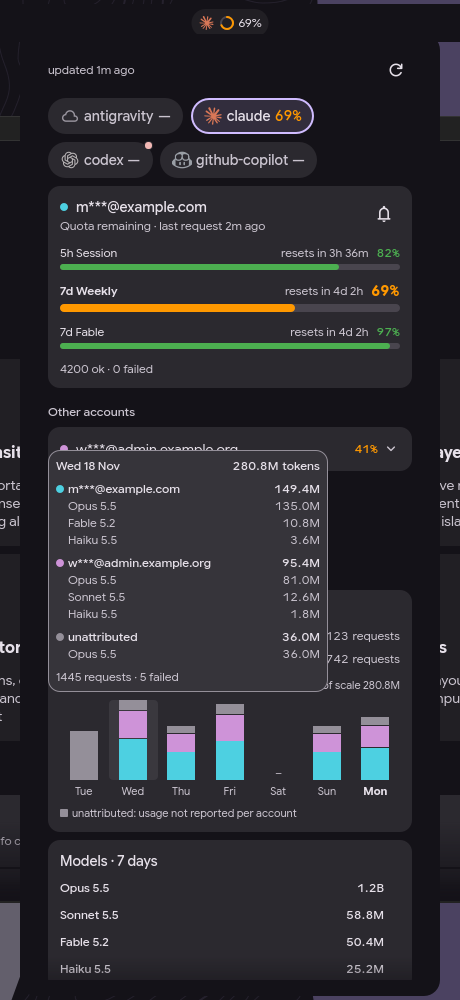 69%
updated 1m ago
antigravity —
claude 69%
codex —
github-copilot —
m***@example.com
Quota remaining · last request 2m ago
5h Session resets in 3h 36m 82%
7d Weekly resets in 4d 2h 69%
7d Fable resets in 4d 2h 97%
4200 ok · 0 failed
Other accounts
w***@admin.example.org 41%
Wed 18 Nov 280.8M tokens
m***@example.com 149.4M
Opus 5.5 135.0M
Fable 5.2 10.8M
Haiku 5.5 3.6M
w***@admin.example.org 95.4M
Opus 5.5 81.0M
Sonnet 5.5 12.6M
Haiku 5.5 1.8M
unattributed 36.0M
Opus 5.5 36.0M
1445 requests · 5 failed
123 requests
742 requests
of scale 280.8M
–
Tue Wed Thu Fri Sat Sun Mon
unattributed: usage not reported per account
Models · 7 days
Opus 5.5 1.2B
Sonnet 5.5 58.8M
Fable 5.2 50.4M
Haiku 5.5 25.2M